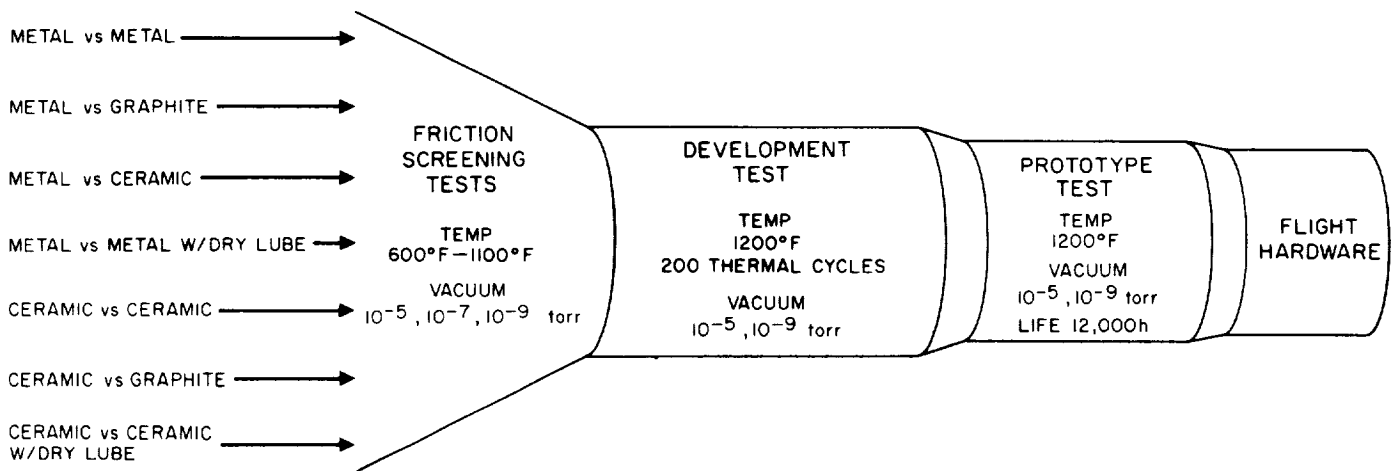 METAL vs METAL
METAL vs GRAPHITE
METAL vs CERAMIC
METAL vs METAL W/DRY LUBE
CERAMIC vs CERAMIC
CERAMIC vs GRAPHITE
CERAMIC vs CERAMIC
W/DRY LUBE
FRICTION
SCREENING
TESTS
TEMP
600°F—1100°F
VACUUM
10⁻⁵, 10⁻⁷, 10⁻⁹ torr
DEVELOPMENT
TEST
TEMP
1200°F
200 THERMAL CYCLES
VACUUM
10⁻⁵, 10⁻⁹ torr
PROTOTYPE
TEST
TEMP
1200°F
VACUUM
10⁻⁵, 10⁻⁹ torr
LIFE 12,000h
FLIGHT
HARDWARE